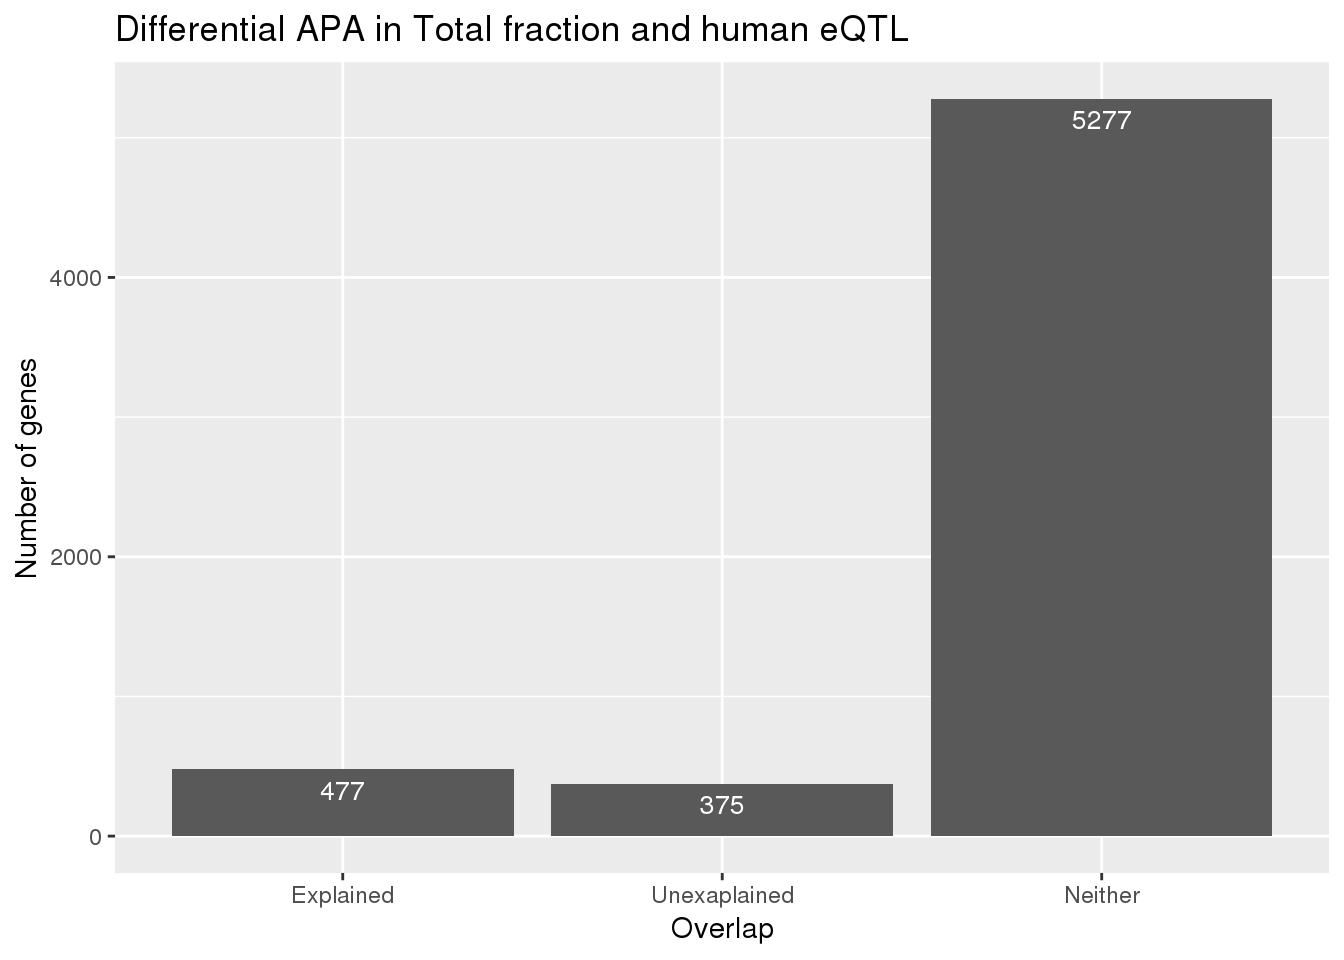 Differential APA in Total fraction and human eQTL
Number of genes
4000
2000
0
5277
477
375
Explained
Unexaplained
Neither
Overlap